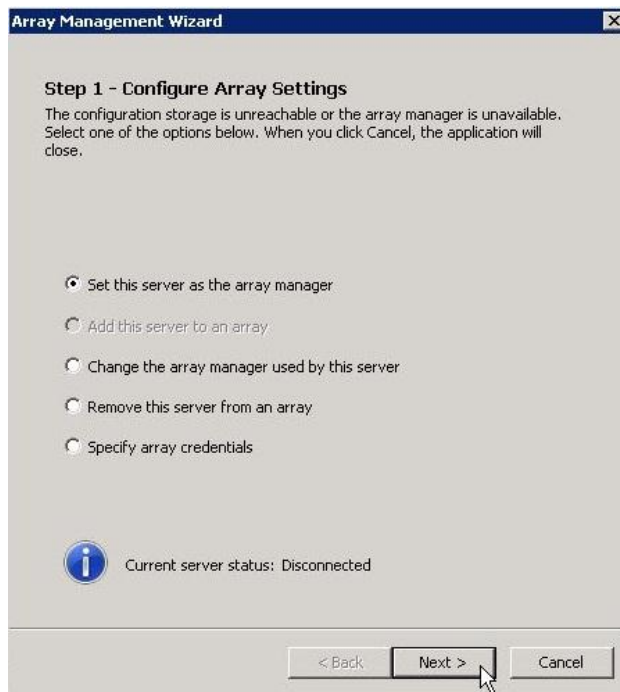 Array Management Wizard
Step 1 - Configure Array Settings
The configuration storage is unreachable or the array manager is unavailable.
Select one of the options below. When you click Cancel, the application will
close.
Set this server as the array manager
Add this server to an array
Change the array manager used by this server
Remove this server from an array
Specify array credentials
Current server status: Disconnected
< Back
Next >
Cancel